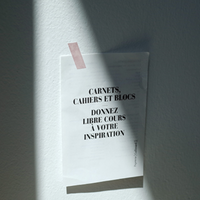 CARNETS,
CAHIERS ET BLOCS
DONNEZ
LIBRE COURS
À VOTRE
INSPIRATION